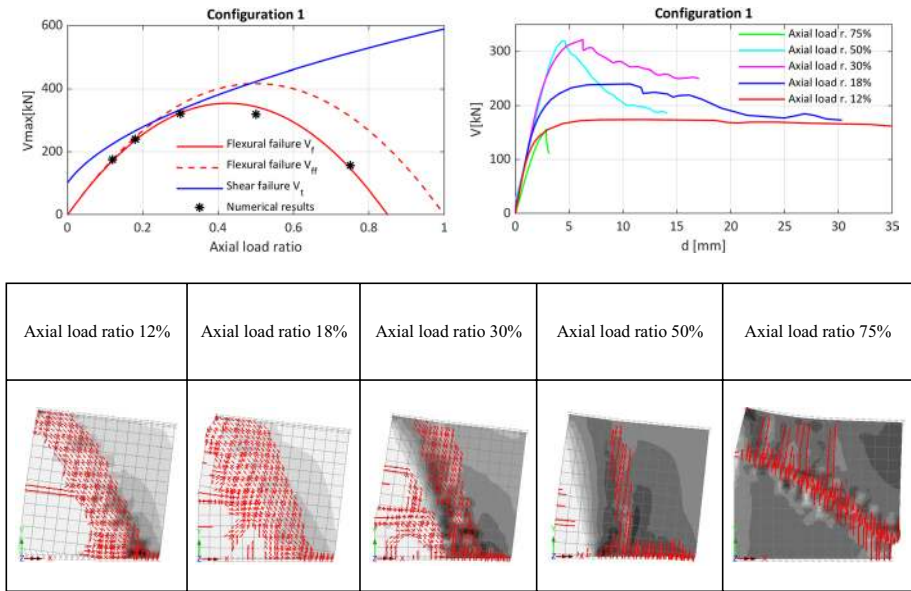 Configuration 1
600
400
200
0
Vmax[kN]
Flexural failure Vf
Flexural failure Vff
Shear failure Vt
Numerical results
0 0.2 0.4 0.6 0.8 1
Axial load ratio
Configuration 1
300
200
100
0
V[kN]
Axial load r. 75%
Axial load r. 50%
Axial load r. 30%
Axial load r. 18%
Axial load r. 12%
0 5 10 15 20 25 30 35
d [mm]
Axial load ratio 12% Axial load ratio 18% Axial load ratio 30% Axial load ratio 50% Axial load ratio 75%